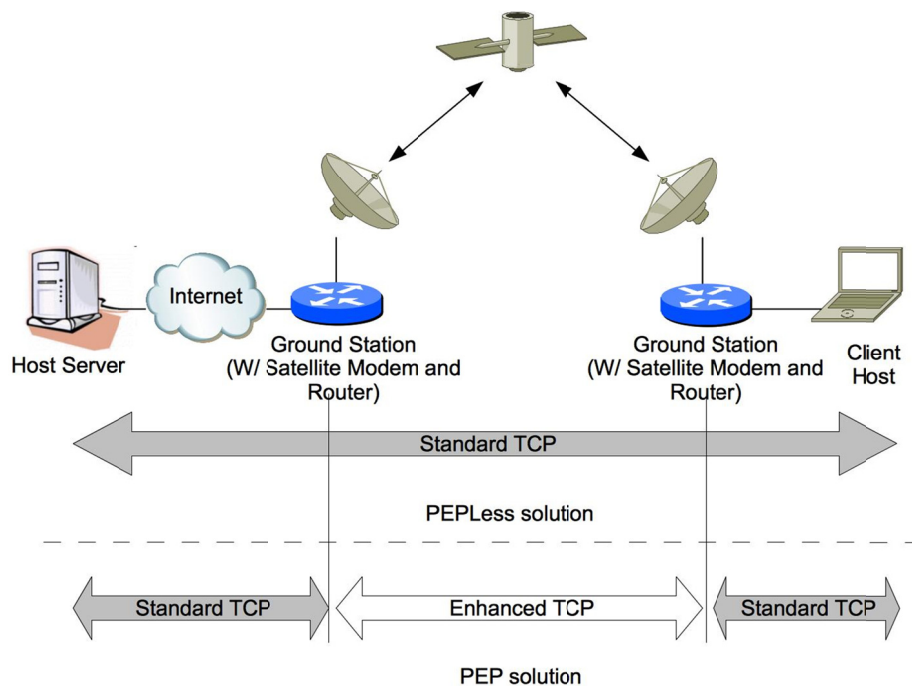 Internet
Host Server
Ground Station
(W/ Satellite Modem and
Router)
Ground Station
(W/ Satellite Modem and
Router)
Client
Host
Standard TCP
PEPLess solution
Standard TCP
Enhanced TCP
Standard TCP
PEP solution